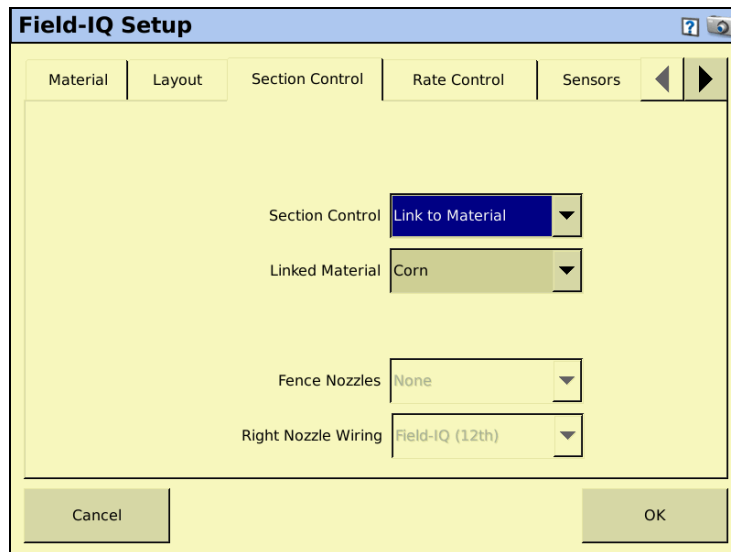 Field-IQ Setup
?
Material Layout Section Control Rate Control Sensors
Section Control Link to Material
Linked Material Corn
Fence Nozzles None
Right Nozzle Wiring Field-IQ (12th)
Cancel OK